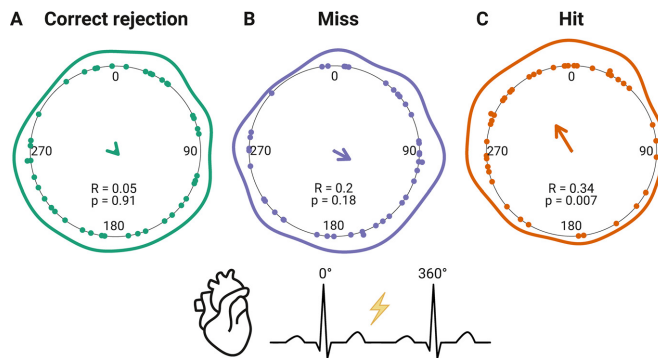 A Correct rejection
B Miss
C Hit
0
270
90
R = 0.05
p = 0.91
180
0
270
90
R = 0.2
p = 0.18
180
0
270
90
R = 0.34
p = 0.007
180
0° 360°